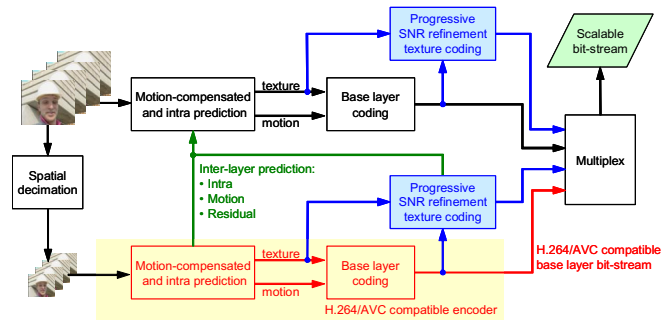 Progressive
SNR refinement
texture coding
Scalable
bit-stream
texture
Motion-compensated
and intra prediction
Base layer
coding
motion
Multiplex
Spatial
decimation
Inter-layer prediction:
• Intra
• Motion
• Residual
Progressive
SNR refinement
texture coding
H.264/AVC compatible
base layer bit-stream
texture
Motion-compensated
and intra prediction
Base layer
coding
motion
H.264/AVC compatible encoder